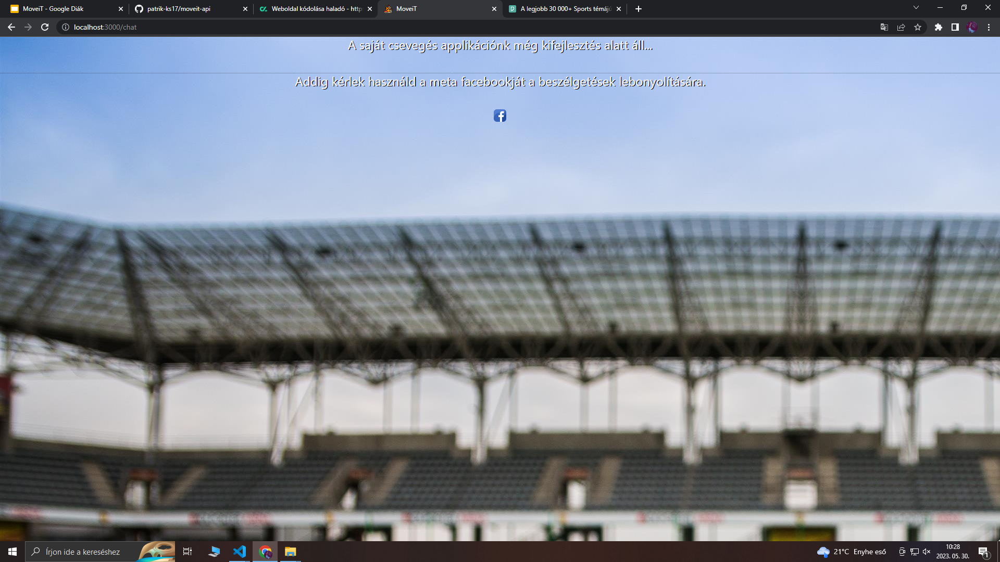 MoveiT - Google Diák
patrik-ks17/moveit-api
Weboldal kódolása haladó - http
MoveiT
A legjobb 30 000+ Sports témájú
localhost:3000/chat
A saját csevegés applikációnk még kifejlesztés alatt áll...
Addig kérlek használd a meta facebookját a beszélgetések lebonyolítására.
Írjon ide a kereséshez
21°C Enyhe eső
10:28
2023. 05. 30.
1